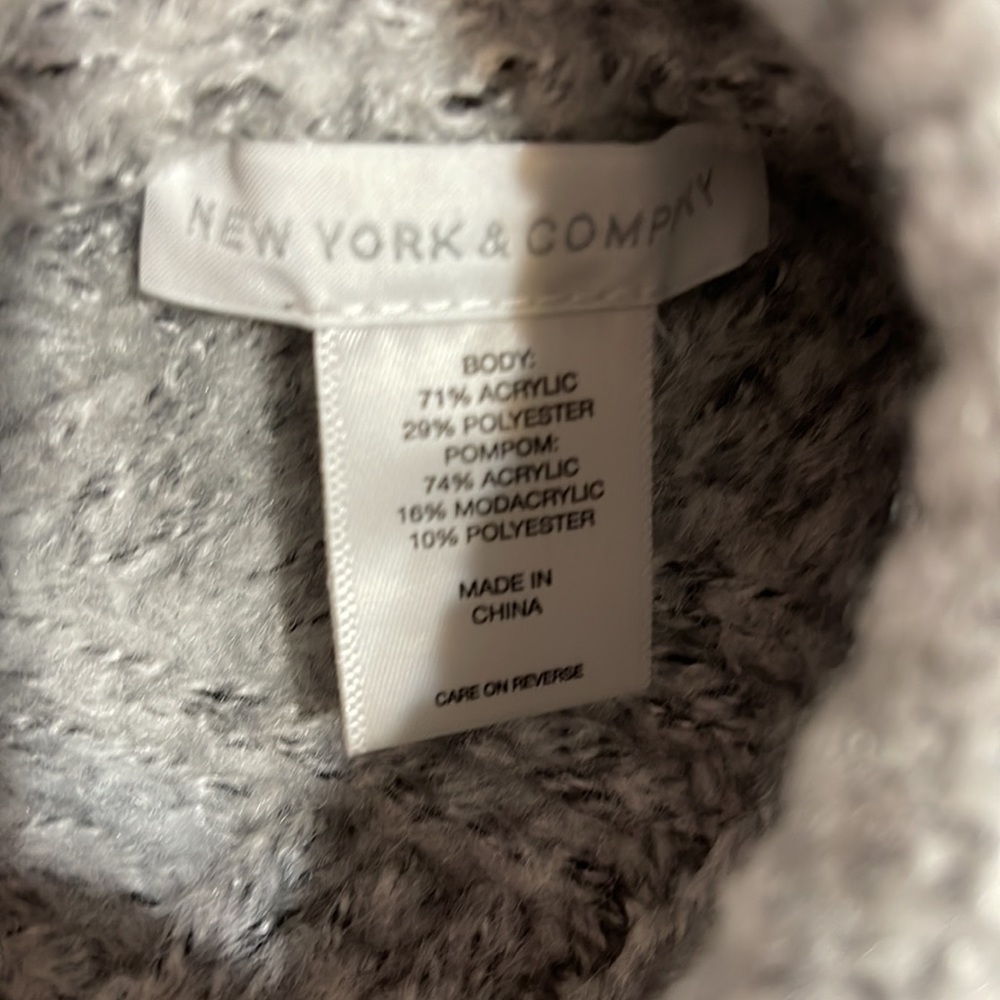 NEW YORK & COMPNY
BODY:
71% ACRYLIC
29% POLYESTER
POMPOM:
74% ACRYLIC
16% MODACRYLIC
10% POLYESTER
MADE IN
CHINA
CARE ON REVERSE